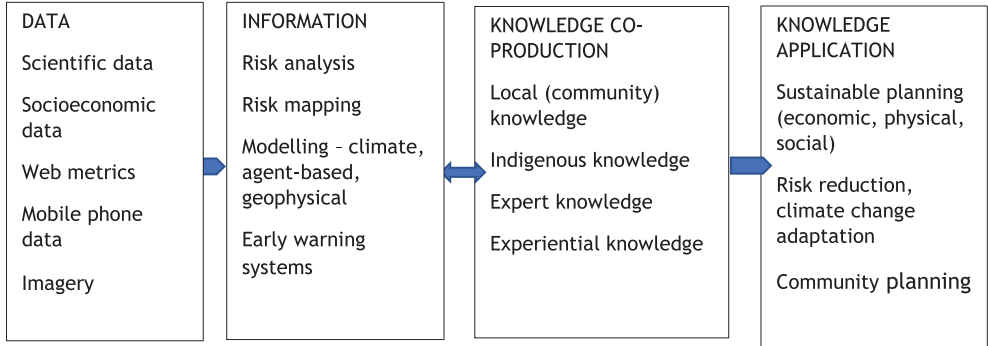 DATA
Scientific data
Socioeconomic
data
Web metrics
Mobile phone
data
Imagery
INFORMATION
Risk analysis
Risk mapping
Modelling – climate,
agent-based,
geophysical
Early warning
systems
KNOWLEDGE CO-
PRODUCTION
Local (community)
knowledge
Indigenous knowledge
Expert knowledge
Experiential knowledge
KNOWLEDGE
APPLICATION
Sustainable planning
(economic, physical,
social)
Risk reduction,
climate change
adaptation
Community planning